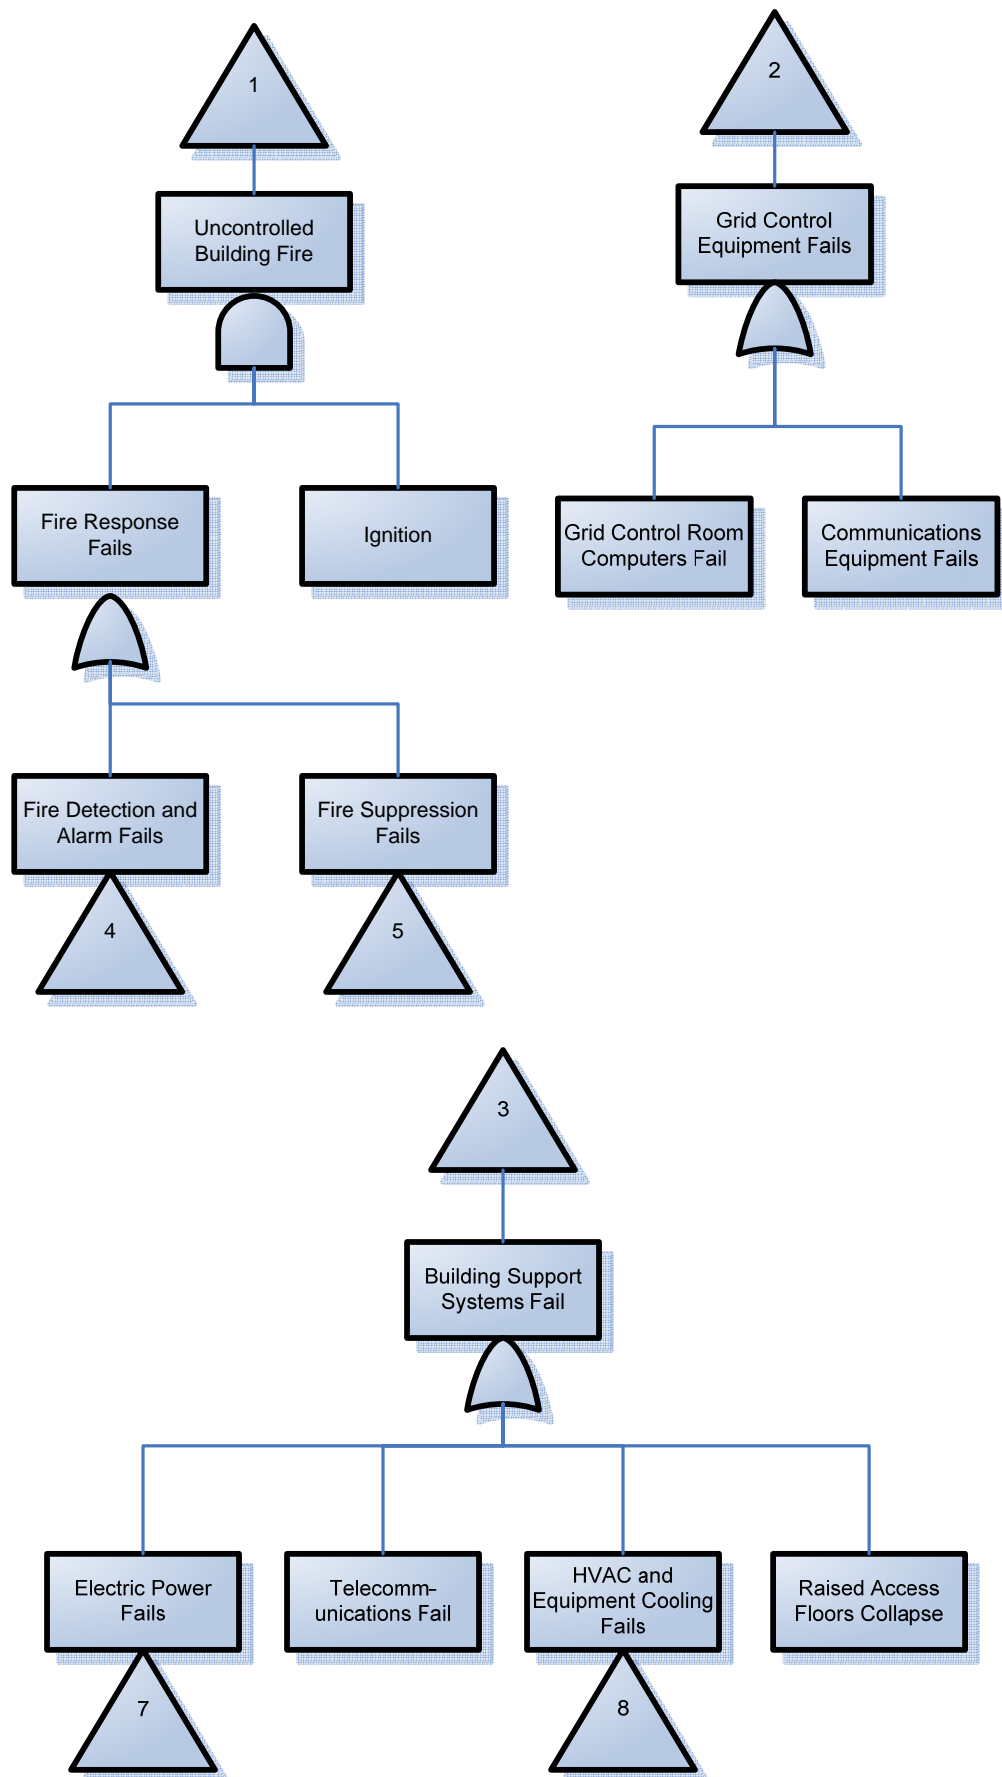 1
Uncontrolled
Building Fire
Fire Response
Fails
Ignition
Fire Detection and
Alarm Fails
Fire Suppression
Fails
4
5
2
Grid Control
Equipment Fails
Grid Control Room
Computers Fail
Communications
Equipment Fails
3
Building Support
Systems Fail
Electric Power
Fails
Telecomm–
unications Fail
HVAC and
Equipment Cooling
Fails
Raised Access
Floors Collapse
7
8